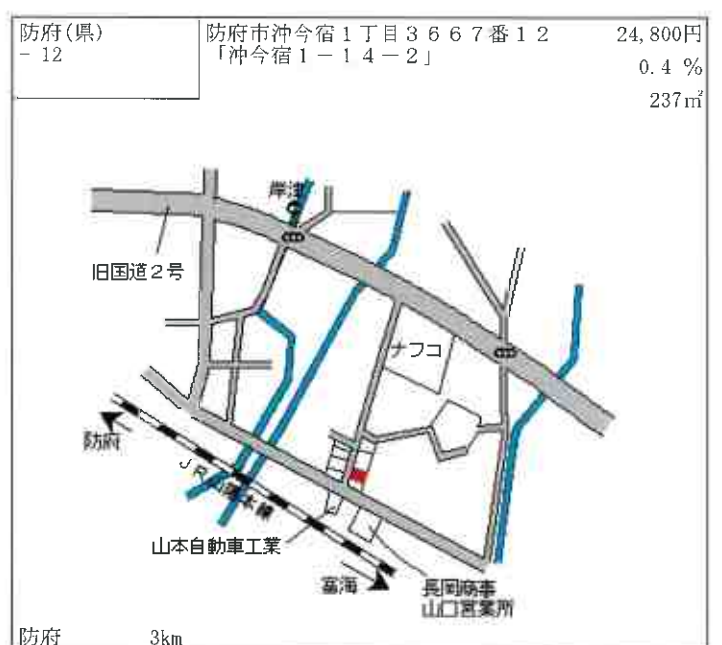 防府(県)
- 12
防府市沖今宿1丁目3667番12
「沖今宿1-14-2」
24,800円
0.4 %
237㎡
岸津
旧国道2号
ナフコ
防府
JR山陽本線
山本自動車工業
富海
長岡商事
山口営業所
防府 3km